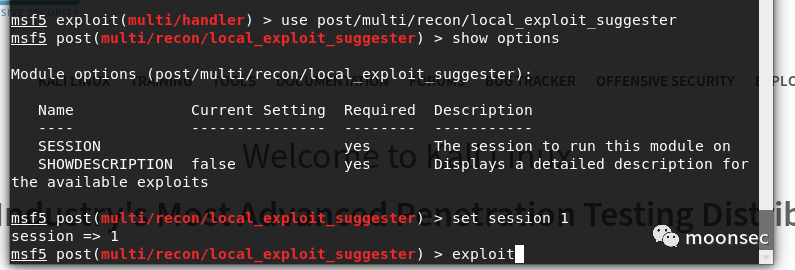 msf5 exploit(multi/handler) > use post/multi/recon/local_exploit_suggester
msf5 post(multi/recon/local_exploit_suggester) > show options
Module options (post/multi/recon/local_exploit_suggester):
KALI LINUX TRAINING TOOLS DOCUMENTATION FORUMS BUG TRACKER OFFENSIVE SECURITY
Name Current Setting Required Description
---- --------------- -------- -----------
SESSION yes The session to run this module on
SHOWDESCRIPTION false yes Displays a detailed description for
the available exploits
Welcome to Kali Linux
Industry's Most Advanced Penetration Testing
msf5 post(multi/recon/local_exploit_suggester) > set session 1
session => 1
msf5 post(multi/recon/local_exploit_suggester) > exploit
moonsec